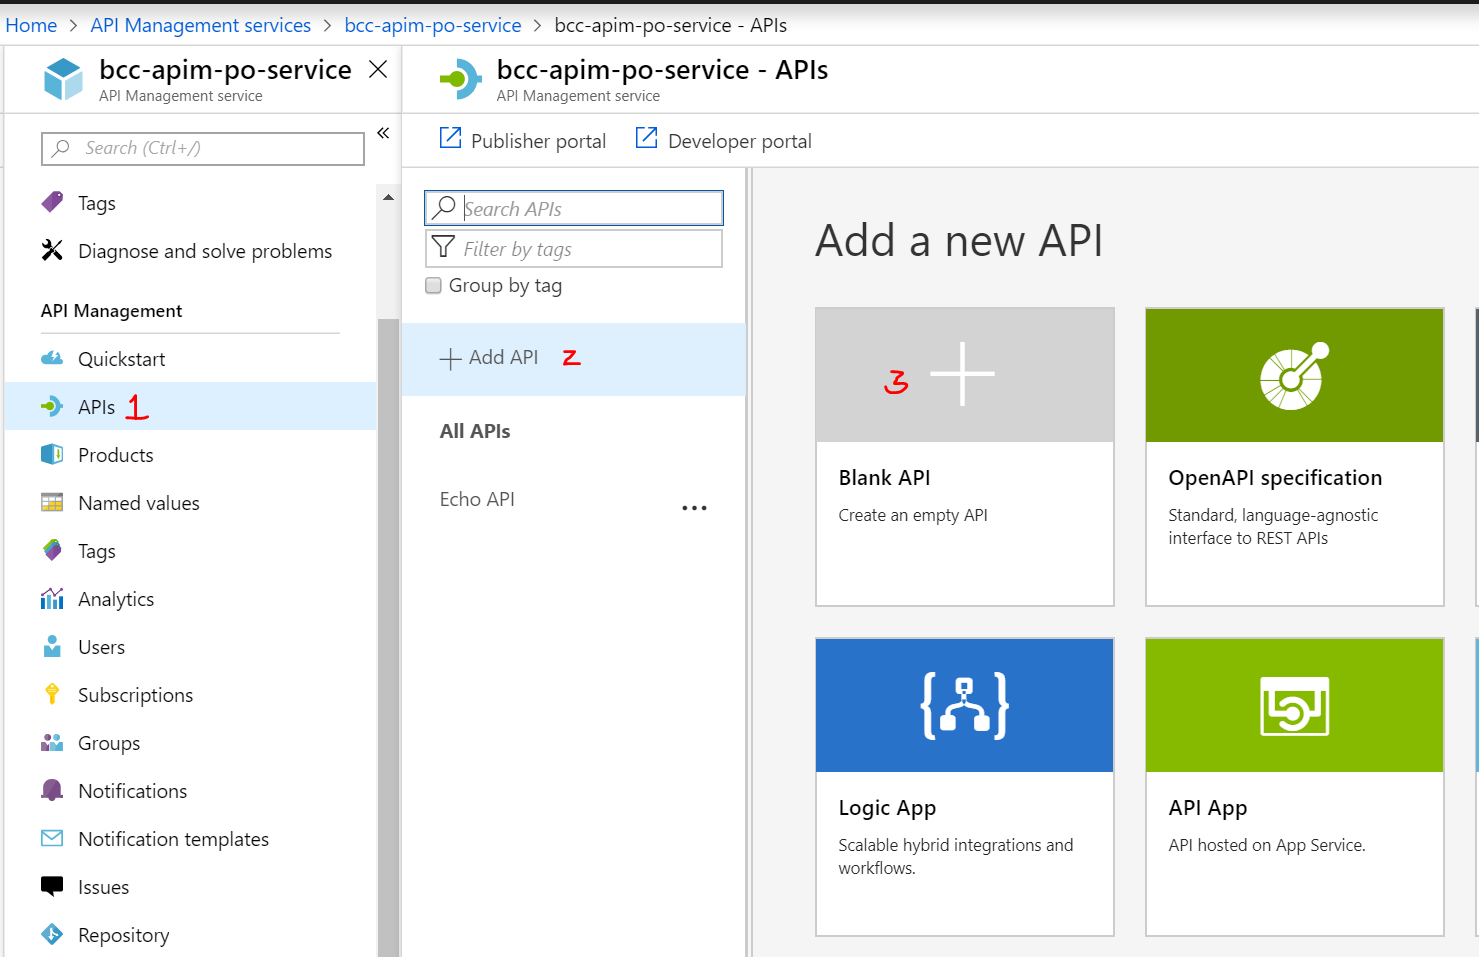 Home > API Management services > bcc-apim-po-service > bcc-apim-po-service - APIs
bcc-apim-po-service
API Management service
Search (Ctrl+/)
«
Tags
Diagnose and solve problems
API Management
Quickstart
APIs 1
Products
Named values
Tags
Analytics
Users
Subscriptions
Groups
Notifications
Notification templates
Issues
Repository
bcc-apim-po-service - APIs
API Management service
Publisher portal
Developer portal
Search APIs
Filter by tags
Group by tag
+ Add API 2
All APIs
Echo API ...
Add a new API
3
Blank API
Create an empty API
OpenAPI specification
Standard, language-agnostic
interface to REST APIs
Logic App
Scalable hybrid integrations and
workflows.
API App
API hosted on App Service.